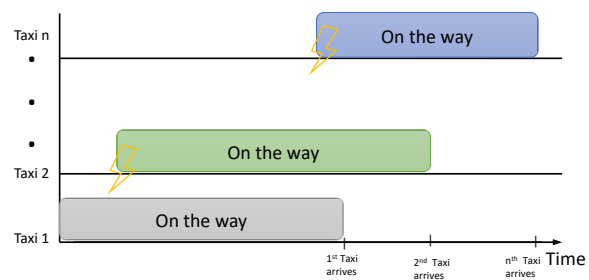 Taxi n
On the way
On the way
Taxi 2
On the way
Taxi 1
1st Taxi
arrives
2nd Taxi
arrives
nth Taxi
arrives
Time